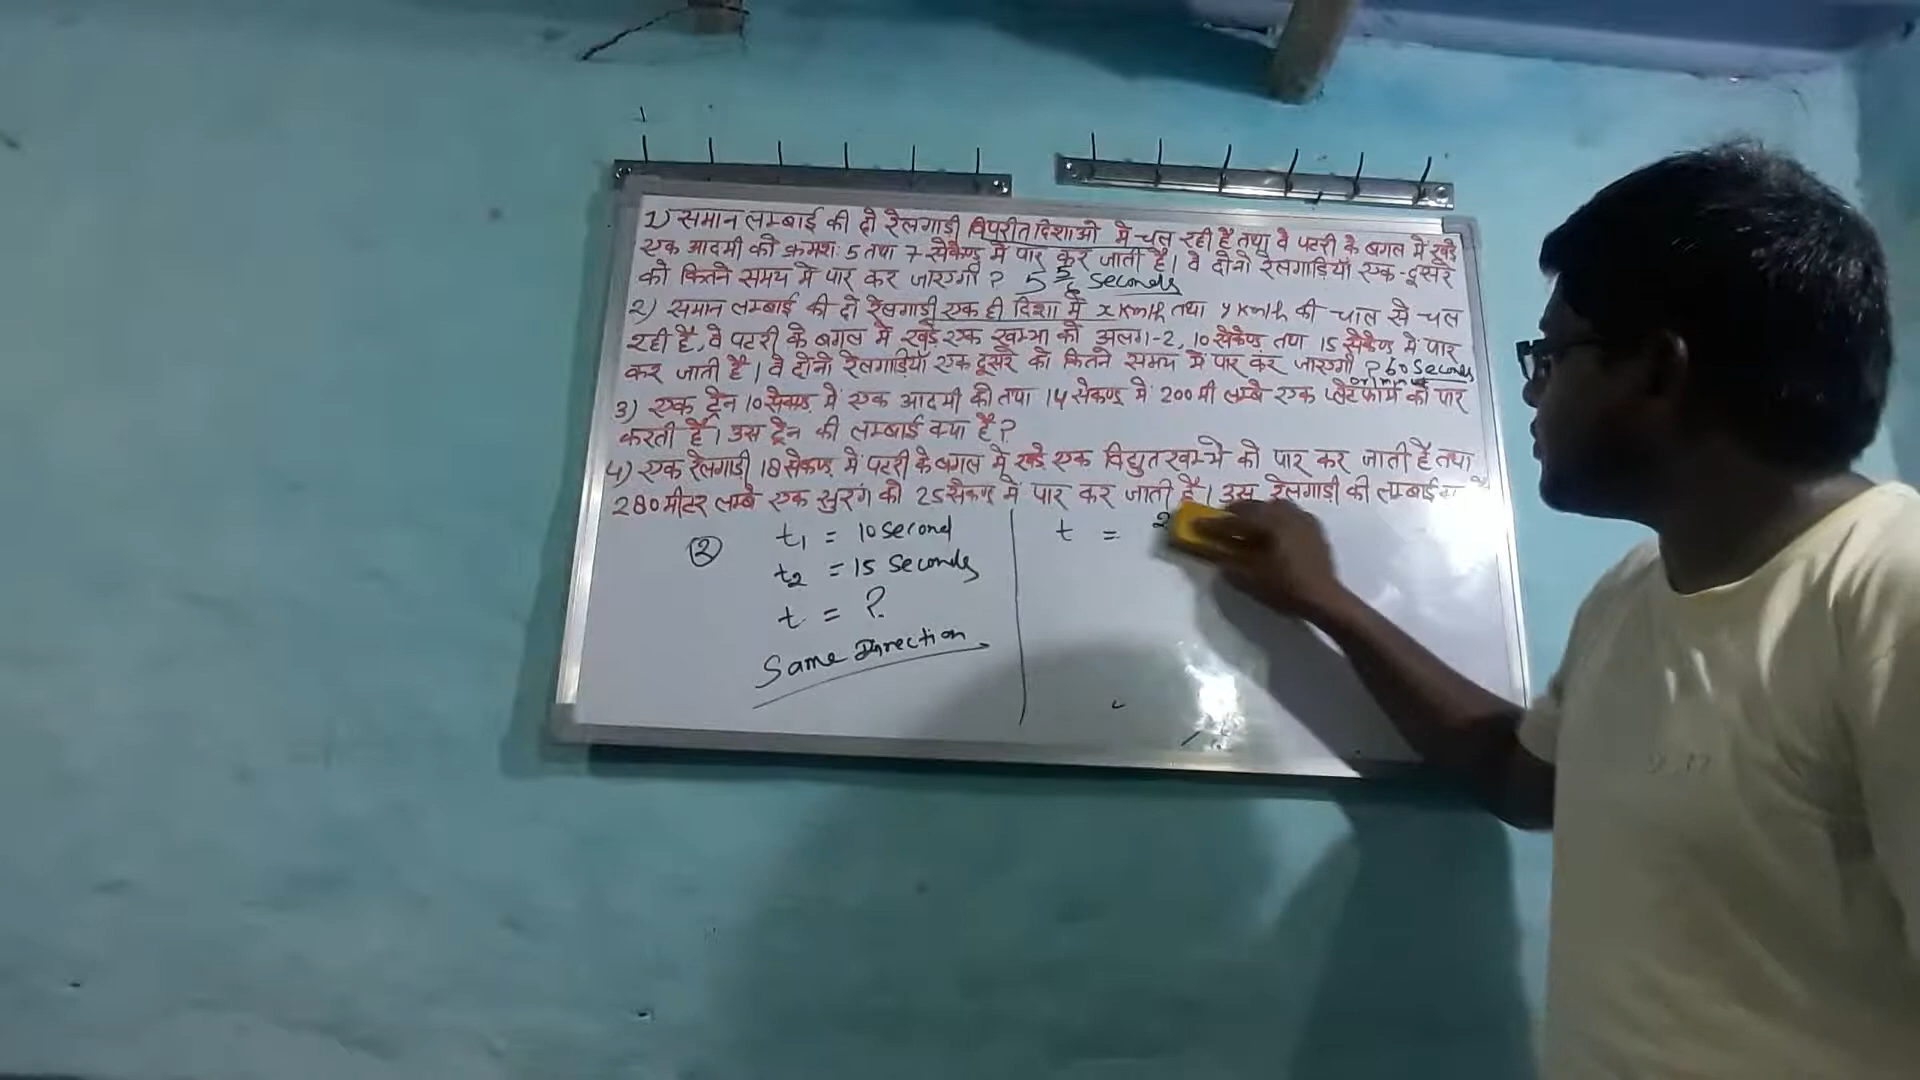 1) समान लम्बाई की दो रेलगाड़ी विपरीत दिशाओ मे चल रही है तथा वे पटरी के बगल में खड़े
एक आदमी को क्रमश: 5 तथा 7 सेकेण्ड में पार कर जाती है। वे दोनो रेलगाड़ियाँ एक-दूसरे
को कितने समय में पार कर जाएगी ? 5 5/6 Seconds
2) समान लम्बाई की दो रेलगाड़ी एक ही दिशा में x Km/h तथा y Km/h की चाल से चल
रही है, वे पटरी के बगल में खड़े एक खम्भा को अलग-2, 10 सेकेण्ड तथा 15 सेकेण्ड में पार
कर जाती है। वे दोनो रेलगाड़ियाँ एक दूसरे को कितने समय में पार कर जाएगी ? 60 Seconds
3) एक ट्रेन 10 सेकेण्ड में एक आदमी को तथा 14 सेकेण्ड में 200 मी लम्बे एक प्लेटफार्म को पार
करती है। उस ट्रेन की लम्बाई क्या है ?
4) एक रेलगाड़ी 18 सेकेण्ड में पटरी के बगल में खड़े एक विद्युत खम्भे को पार कर जाती है तथा
280 मीटर लम्बे एक सुरंग को 25 सेकेण्ड में पार कर जाती है। उस रेलगाड़ी की लम्बाई
② t₁ = 10 Second
t₂ = 15 Seconds
t = ?
Same Direction
t = 2